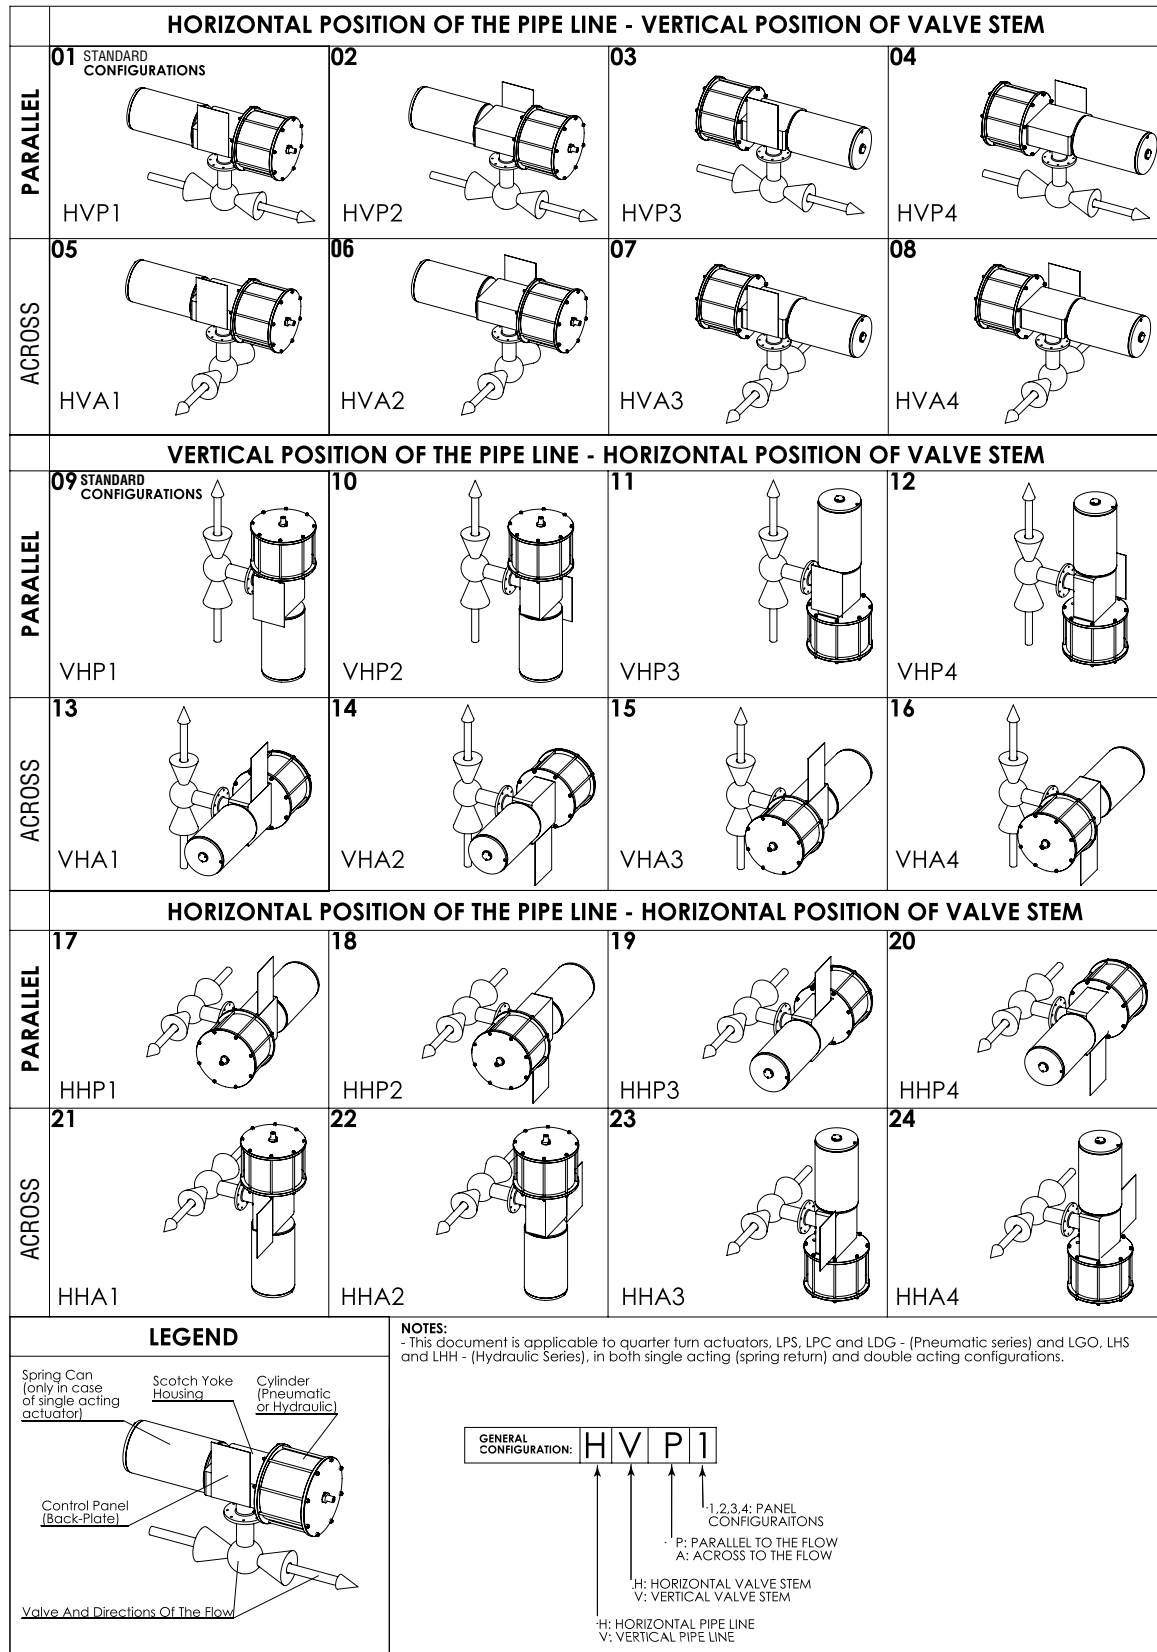 HORIZONTAL POSITION OF THE PIPE LINE - VERTICAL POSITION OF VALVE STEM
PARALLEL
01 STANDARD
CONFIGURATIONS
HVP1
02
HVP2
03
HVP3
04
HVP4
ACROSS
05
HVA1
06
HVA2
07
HVA3
08
HVA4
VERTICAL POSITION OF THE PIPE LINE - HORIZONTAL POSITION OF VALVE STEM
PARALLEL
09 STANDARD
CONFIGURATIONS
VHP1
10
VHP2
11
VHP3
12
VHP4
ACROSS
13
VHA1
14
VHA2
15
VHA3
16
VHA4
HORIZONTAL POSITION OF THE PIPE LINE - HORIZONTAL POSITION OF VALVE STEM
PARALLEL
17
HHP1
18
HHP2
19
HHP3
20
HHP4
ACROSS
21
HHA1
22
HHA2
23
HHA3
24
HHA4
LEGEND
Spring Can
(only in case
of single acting
actuator)
Scotch Yoke
Housing
Cylinder
(Pneumatic
or Hydraulic)
Control Panel
(Back-Plate)
Valve And Directions Of The Flow
NOTES:
- This document is applicable to quarter turn actuators, LPS, LPC and LDG - (Pneumatic series) and LGO, LHS
and LHH - (Hydraulic Series), in both single acting (spring return) and double acting configurations.
GENERAL
CONFIGURATION: H V P 1
1,2,3,4: PANEL
CONFIGURAITONS
P: PARALLEL TO THE FLOW
A: ACROSS TO THE FLOW
H: HORIZONTAL VALVE STEM
V: VERTICAL VALVE STEM
H: HORIZONTAL PIPE LINE
V: VERTICAL PIPE LINE